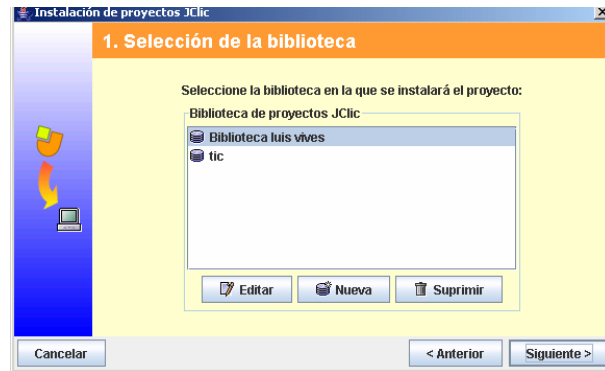 Instalación de proyectos JClic
1. Selección de la biblioteca
Seleccione la biblioteca en la que se instalará el proyecto:
Biblioteca de proyectos JClic
Biblioteca luis vives
tic
Editar Nueva Suprimir
Cancelar < Anterior Siguiente >